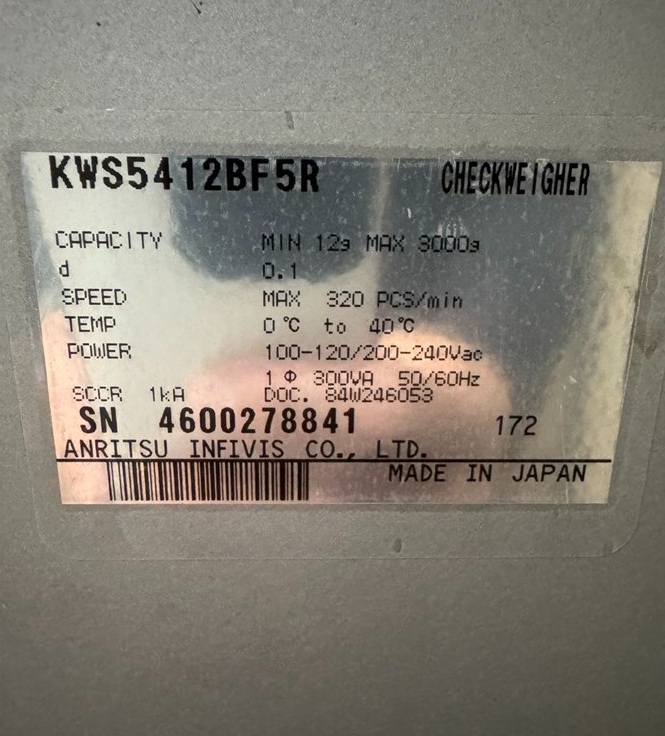 KWS5412BF5R CHECKWEIGHER
CAPACITY MIN 12g MAX 3000g
d 0.1
SPEED MAX 320 PCS/min
TEMP 0℃ to 40℃
POWER 100-120/200-240Vac
1 Φ 300VA 50/60Hz
SCCR 1kA DOC. 84W246053
SN 4600278841 172
ANRITSU INFIVIS CO., LTD.
MADE IN JAPAN